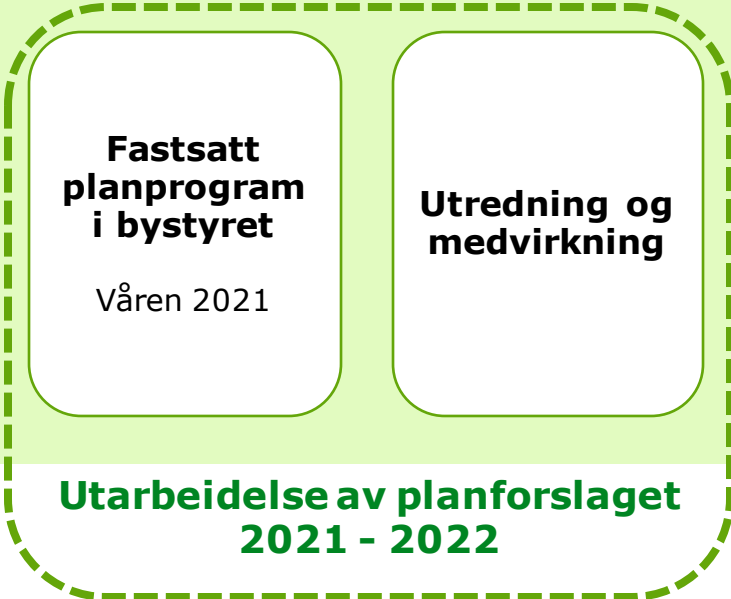 Fastsatt
planprogram
i bystyret
Våren 2021
Utredning og
medvirkning
Utarbeidelse av planforslaget
2021 - 2022